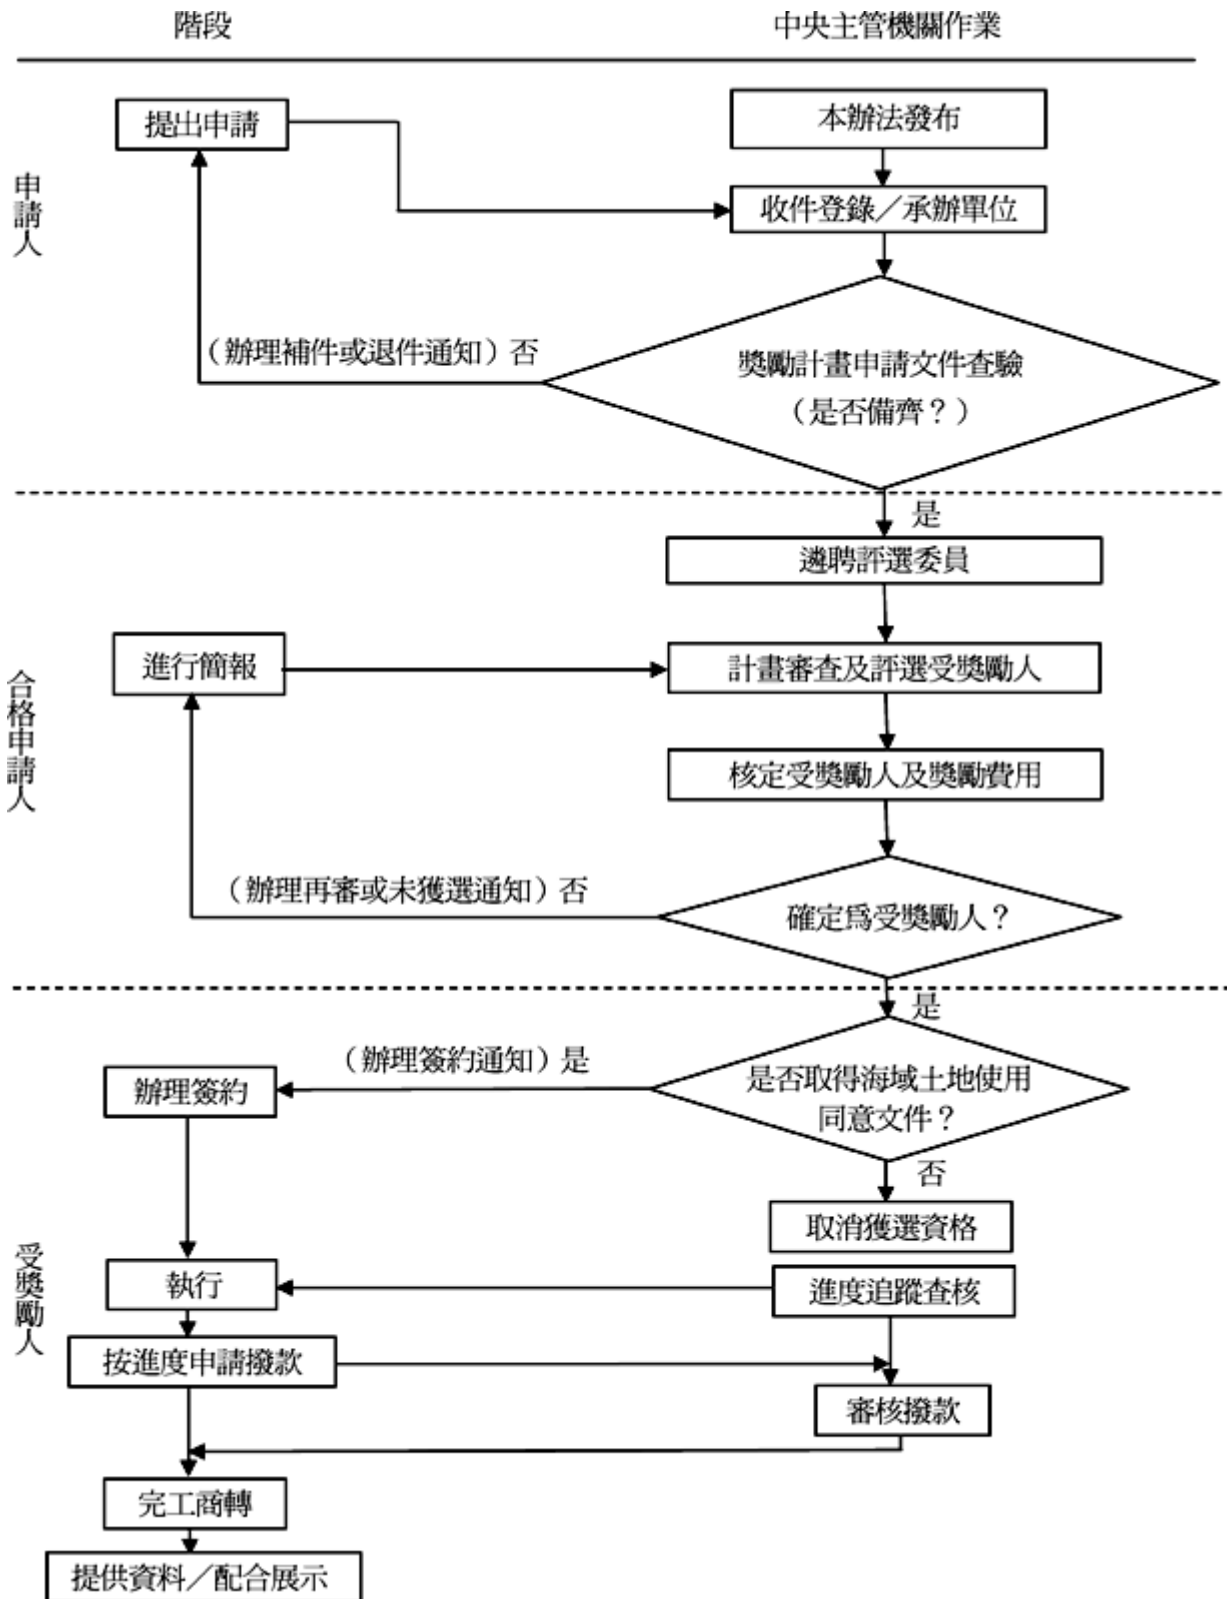 階段
中央主管機關作業
申請人
提出申請
本辦法發布
收件登錄／承辦單位
（辦理補件或退件通知）否
獎勵計畫申請文件查驗
（是否備齊？）
是
合格申請人
遴聘評選委員
進行簡報
計畫審查及評選受獎勵人
核定受獎勵人及獎勵費用
（辦理再審或未獲選通知）否
確定為受獎勵人？
是
受獎勵人
（辦理簽約通知）是
是否取得海域土地使用
同意文件？
辦理簽約
否
取消獲選資格
執行
進度追蹤查核
按進度申請撥款
審核撥款
完工商轉
提供資料／配合展示